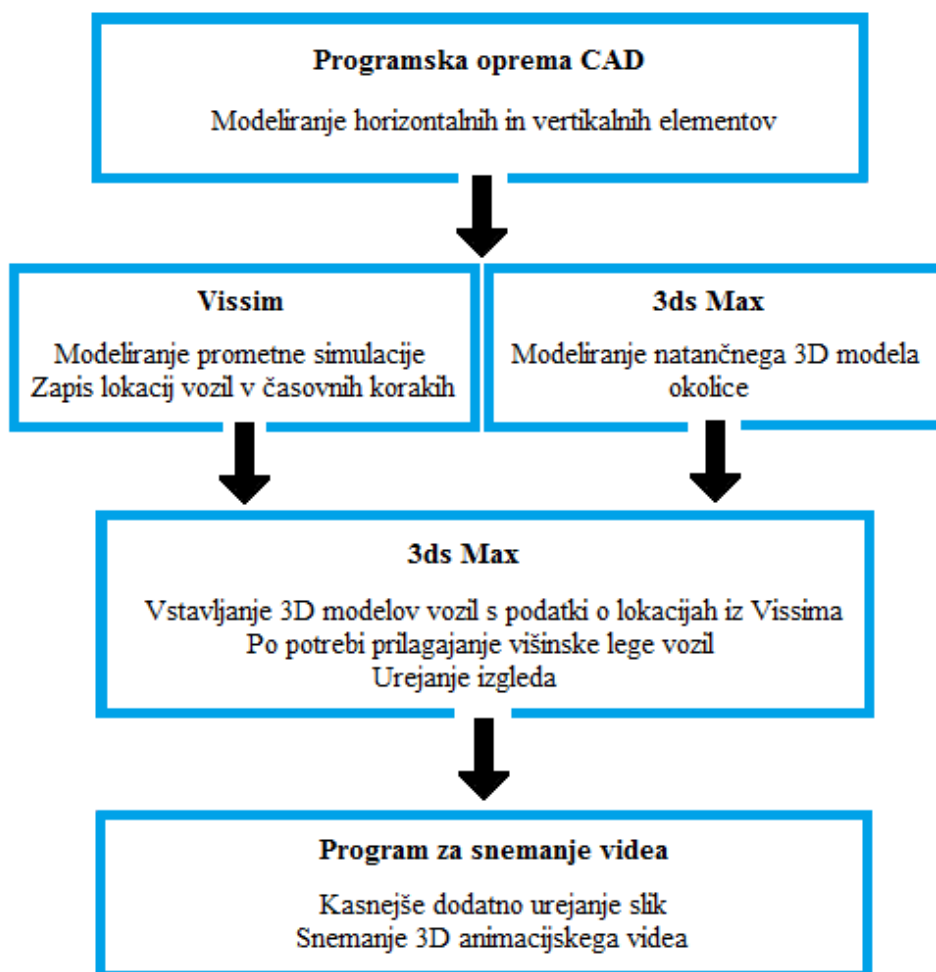 Programska oprema CAD
Modeliranje horizontalnih in vertikalnih elementov
Vissim
Modeliranje prometne simulacije
Zapis lokacij vozil v časovnih korakih
3ds Max
Modeliranje natančnega 3D modela
okolice
3ds Max
Vstavljanje 3D modelov vozil s podatki o lokacijah iz Vissima
Po potrebi prilagajanje višinske lege vozil
Urejanje izgleda
Program za snemanje videa
Kasnejše dodatno urejanje slik
Snemanje 3D animacijskega videa